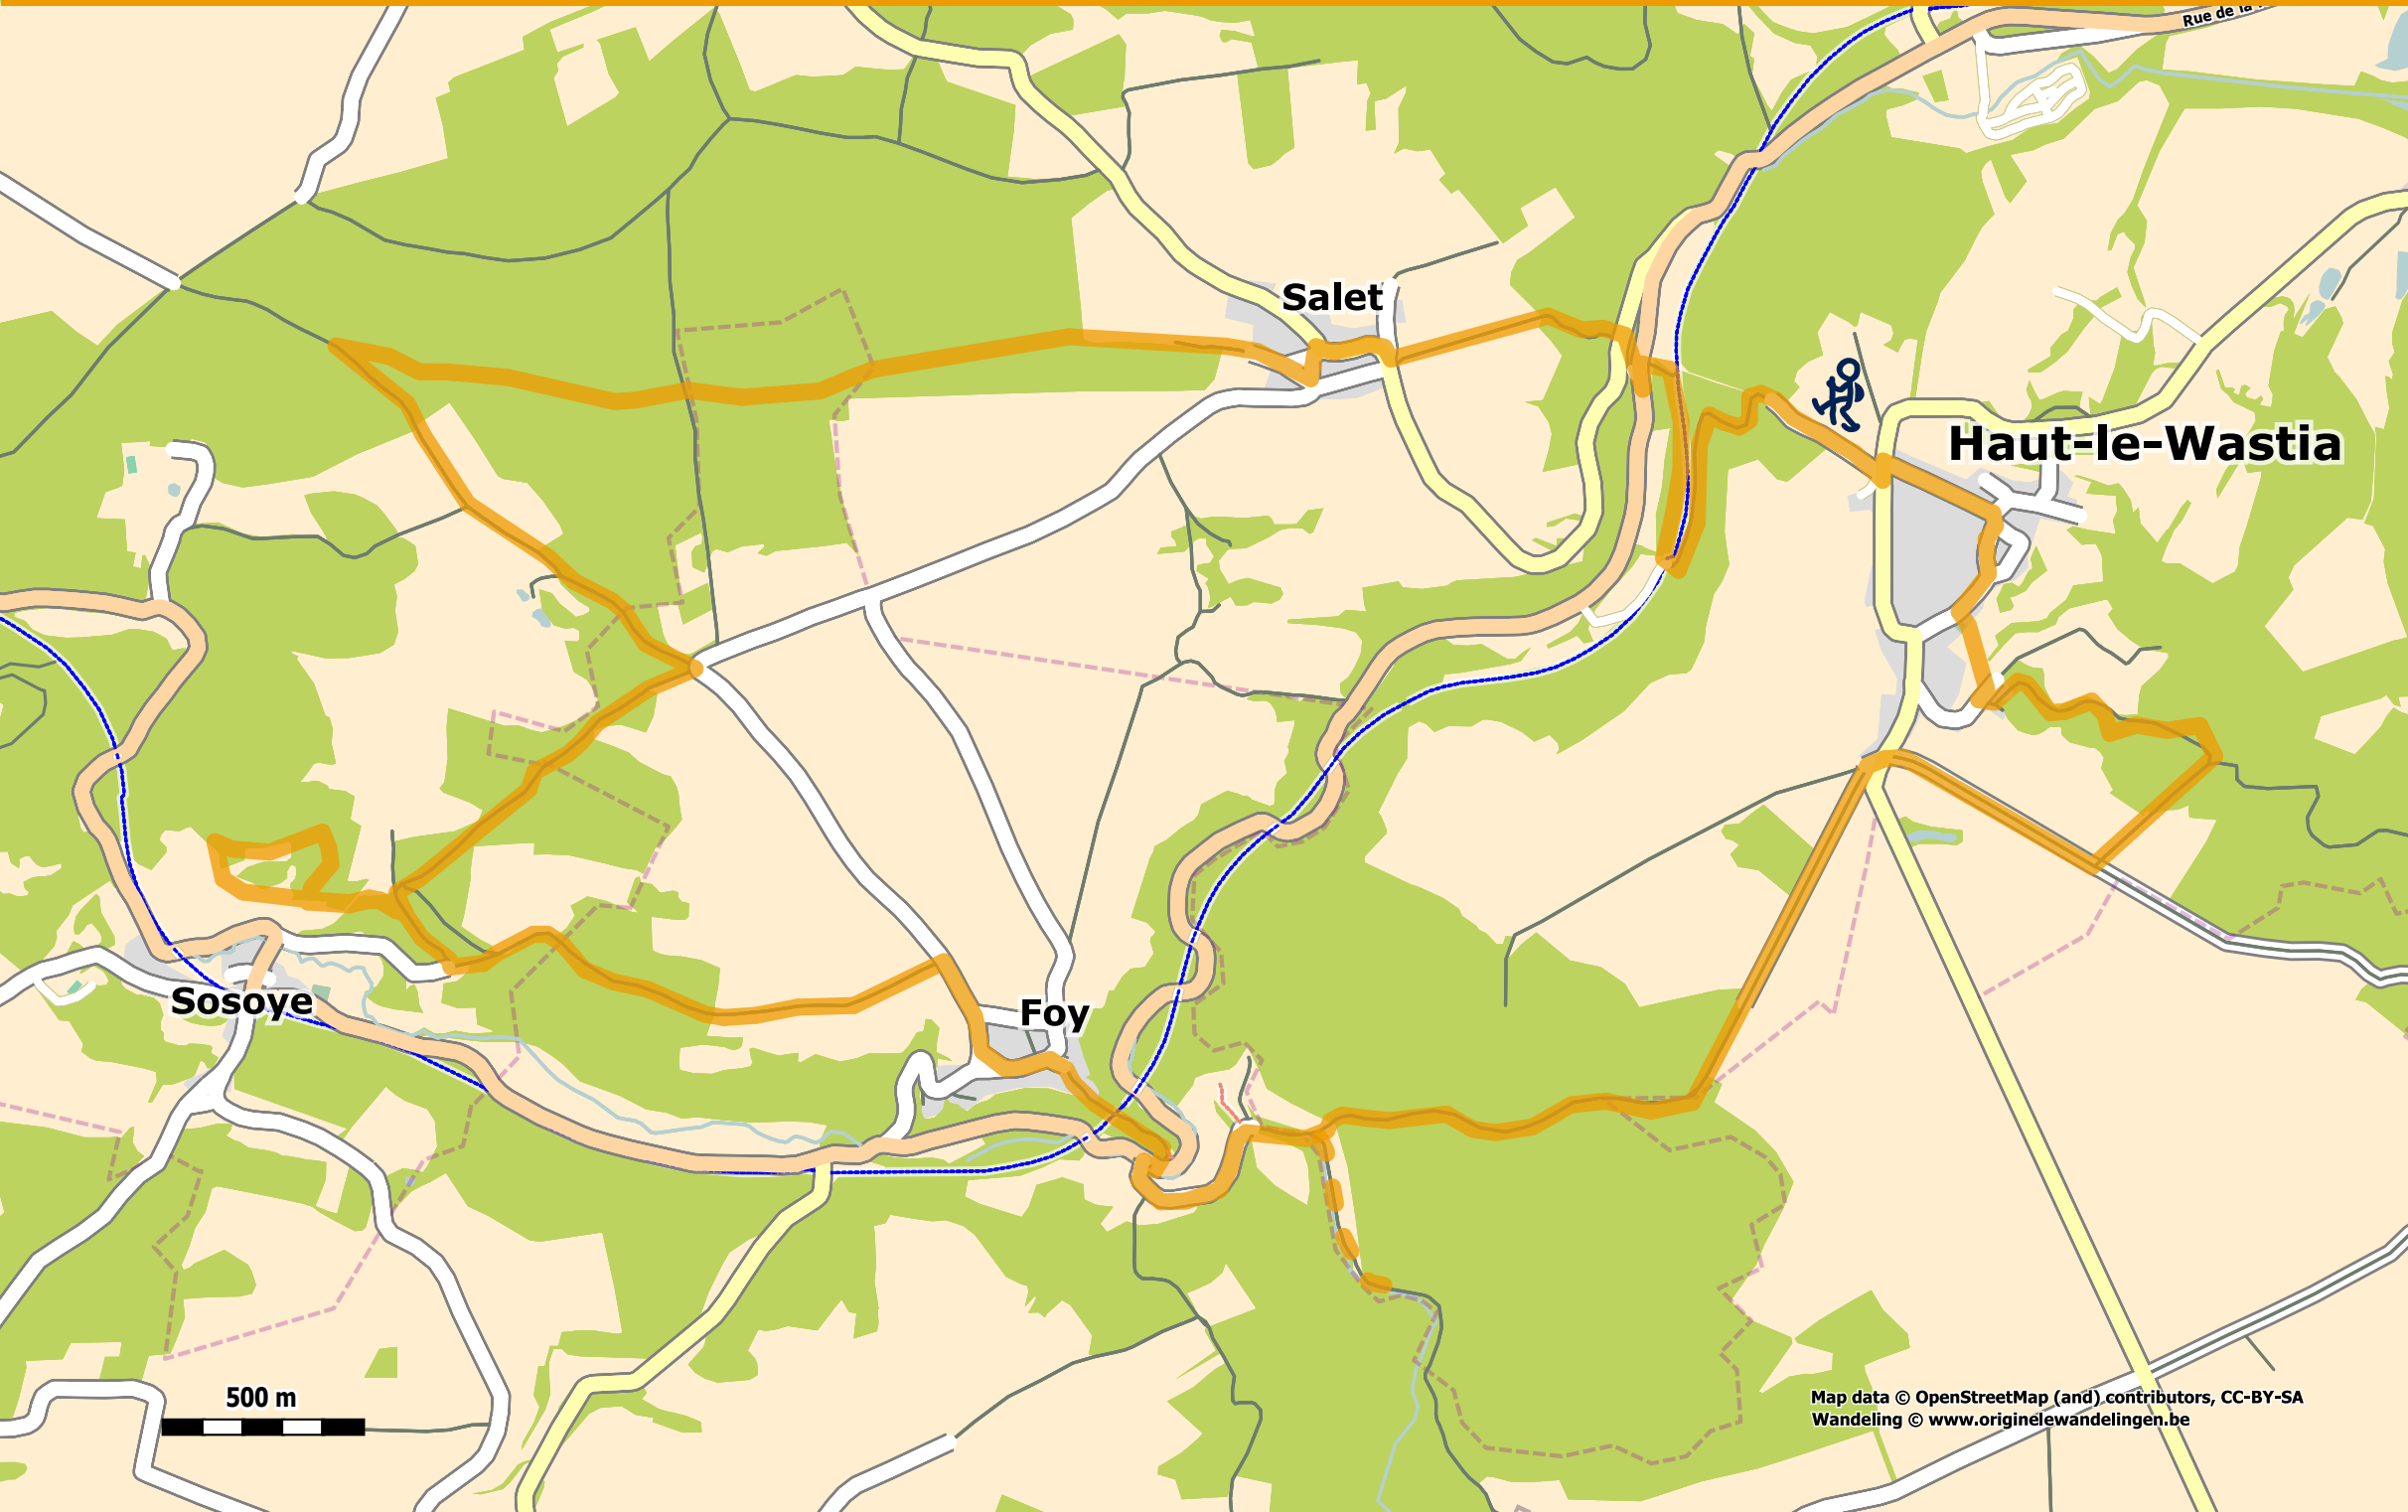 Rue de la
Salet
Haut-le-Wastia
Sosoye
Foy
500 m
Map data © OpenStreetMap (and) contributors, CC-BY-SA
Wandeling © www.originelewandelingen.be